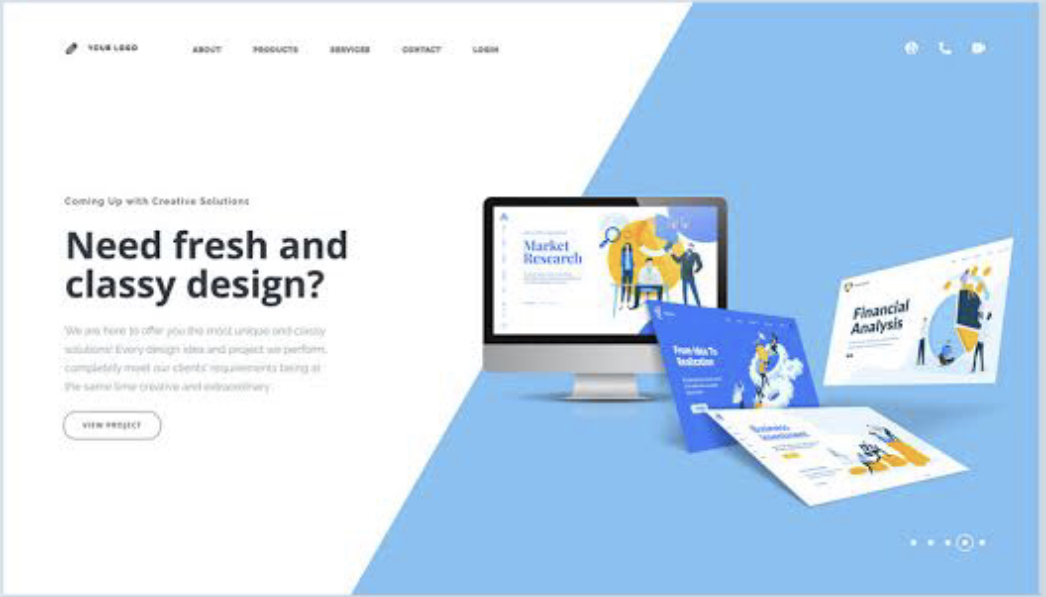 YOUR LOGO
ABOUT PRODUCTS SERVICES CONTACT LOGIN
Coming Up with Creative Solutions
Need fresh and
classy design?
We are here to offer you the most unique and classy
solutions! Every design idea and project we perform,
completely meet our clients' requirements being at
the same time creative and extraordinary
VIEW PROJECT
Market
Research
From Idea To
Realization
Financial
Analysis
Business
Investment